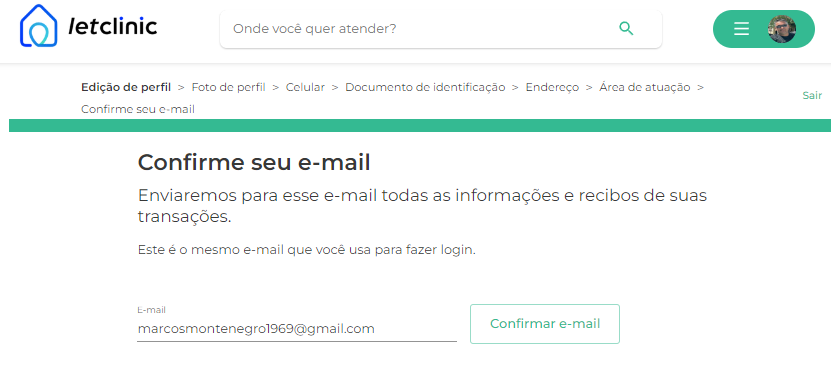 letclinic
Onde você quer atender?
Edição de perfil > Foto de perfil > Celular > Documento de identificação > Endereço > Área de atuação >
Confirme seu e-mail
Sair
Confirme seu e-mail
Enviaremos para esse e-mail todas as informações e recibos de suas
transações.
Este é o mesmo e-mail que você usa para fazer login.
E-mail
marcosmontenegro1969@gmail.com
Confirmar e-mail